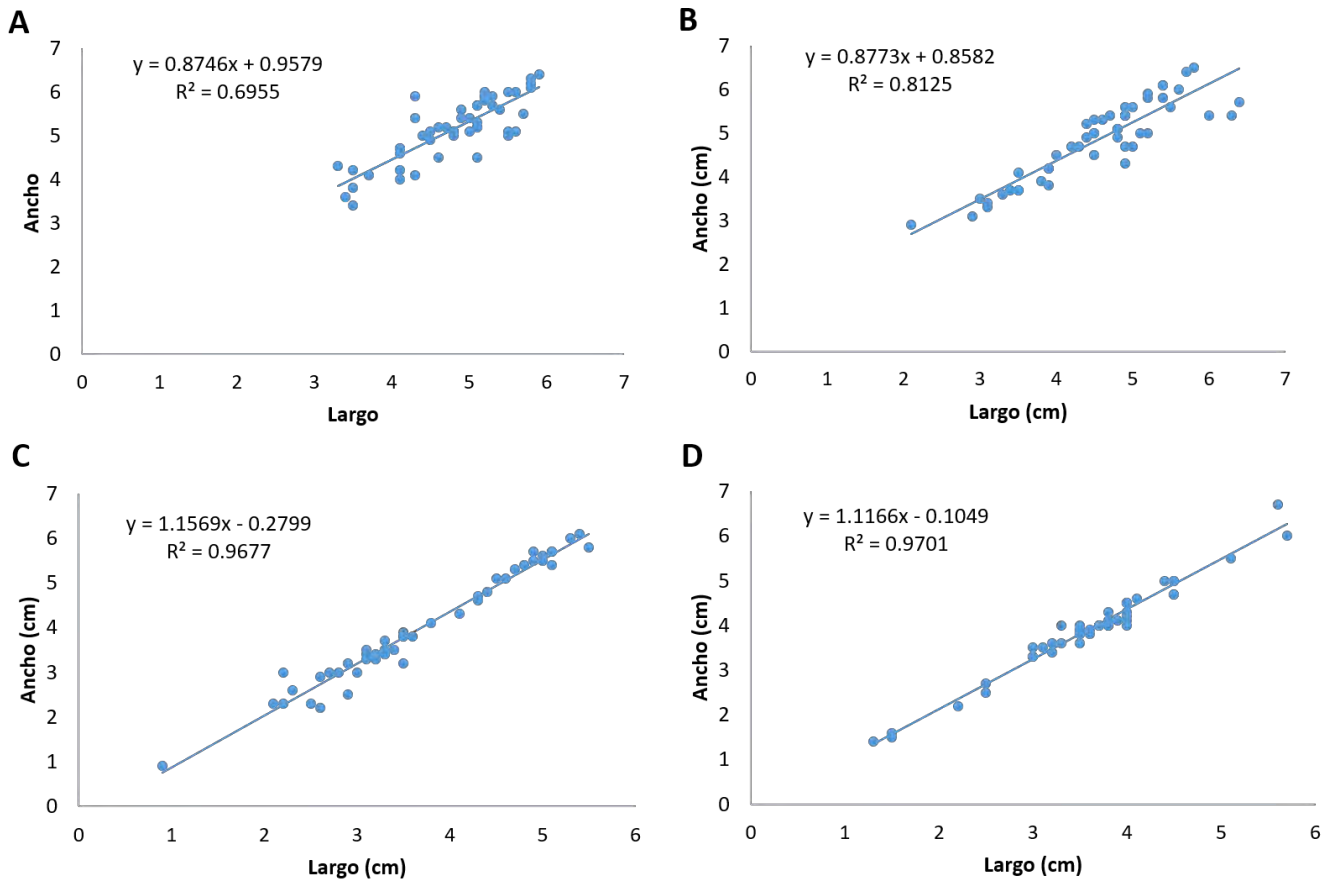 A
y = 0.8746x + 0.9579
R² = 0.6955
Ancho
7
6
5
4
3
2
1
0
0 1 2 3 4 5 6 7
Largo
B
y = 0.8773x + 0.8582
R² = 0.8125
Ancho (cm)
7
6
5
4
3
2
1
0
0 1 2 3 4 5 6 7
Largo (cm)
C
y = 1.1569x - 0.2799
R² = 0.9677
Ancho (cm)
7
6
5
4
3
2
1
0
0 1 2 3 4 5 6
Largo (cm)
D
y = 1.1166x - 0.1049
R² = 0.9701
Ancho (cm)
7
6
5
4
3
2
1
0
0 1 2 3 4 5 6
Largo (cm)